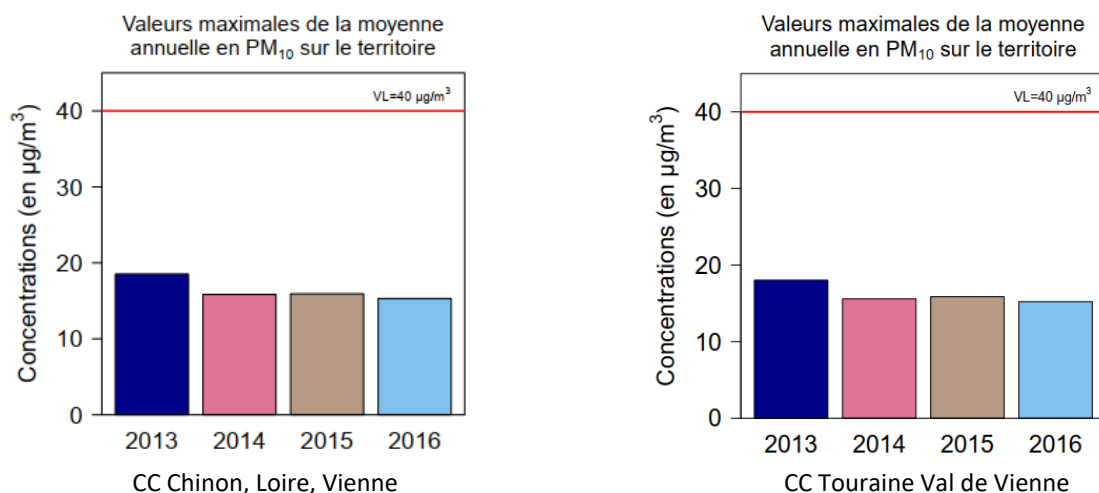 Valeurs maximales de la moyenne
annuelle en PM₁₀ sur le territoire
VL=40 µg/m³
Concentrations (en µg/m³)
40
30
20
10
0
2013 2014 2015 2016
CC Chinon, Loire, Vienne
Valeurs maximales de la moyenne
annuelle en PM₁₀ sur le territoire
VL=40 µg/m³
Concentrations (en µg/m³)
40
30
20
10
0
2013 2014 2015 2016
CC Touraine Val de Vienne